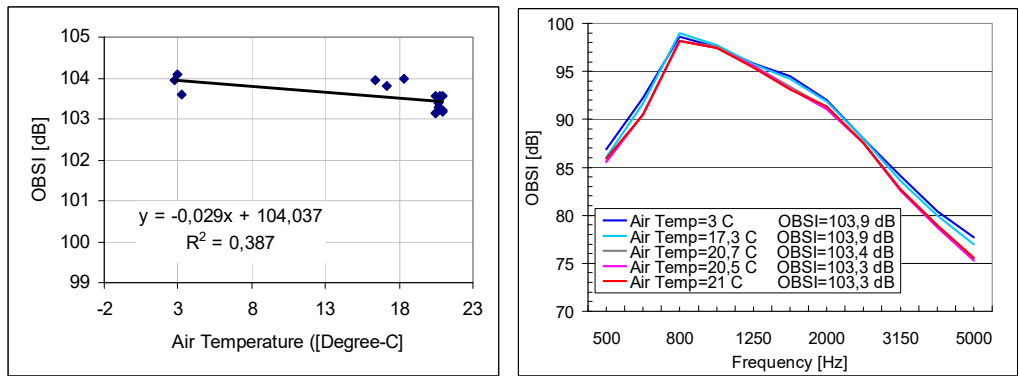 105
104
103
102
101
100
99
OBSI [dB]
y = -0,029x + 104,037
R² = 0,387
-2 3 8 13 18 23
Air Temperature ([Degree-C]
100
95
90
85
80
75
70
OBSI [dB]
Air Temp=3 C OBSI=103,9 dB
Air Temp=17,3 C OBSI=103,9 dB
Air Temp=20,7 C OBSI=103,4 dB
Air Temp=20,5 C OBSI=103,3 dB
Air Temp=21 C OBSI=103,3 dB
500 800 1250 2000 3150 5000
Frequency [Hz]